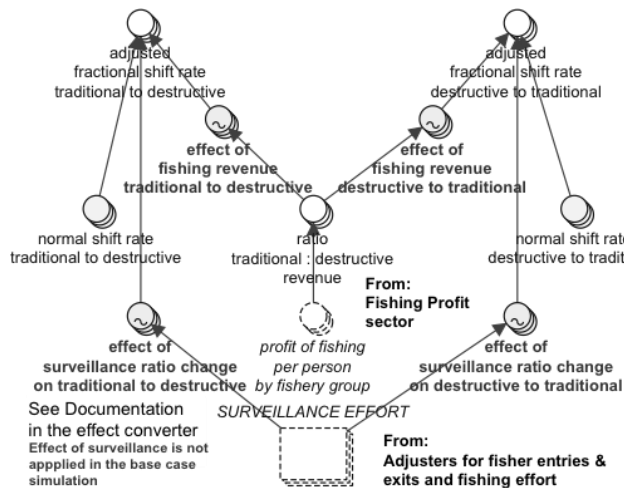 adjusted
fractional shift rate
traditional to destructive
adjusted
fractional shift rate
destructive to traditional
effect of
fishing revenue
traditional to destructive
effect of
fishing revenue
destructive to traditional
normal shift rate
traditional to destructive
ratio
traditional : destructive
revenue
normal shift rate
destructive to
From:
Fishing Profit
sector
effect of
surveillance ratio change
on traditional to destructive
profit of fishing
per person
by fishery group
effect of
surveillance ratio change
on destructive to traditional
See Documentation
in the effect converter
Effect of surveillance is not
appplied in the base case
simulation
SURVEILLANCE EFFORT
From:
Adjusters for fisher entries &
exits and fishing effort